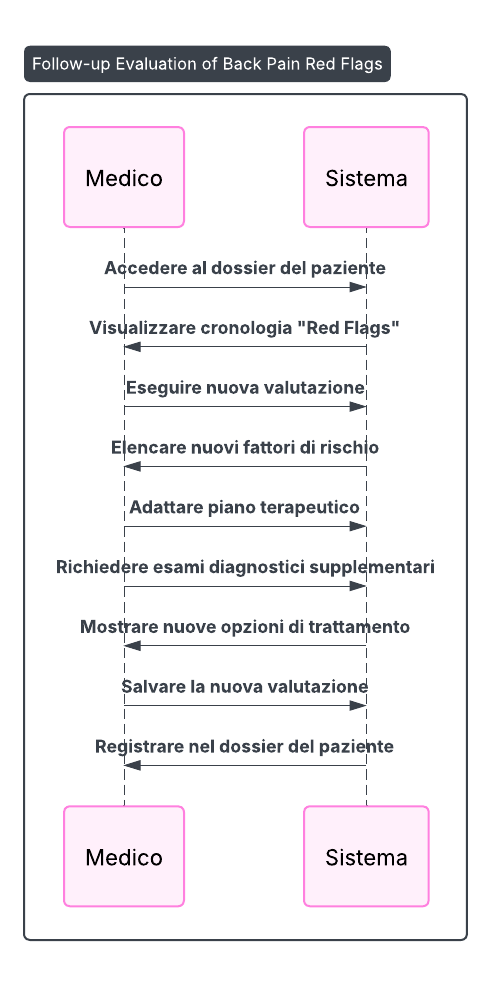 Follow-up Evaluation of Back Pain Red Flags
Medico
Sistema
Accedere al dossier del paziente
Visualizzare cronologia "Red Flags"
Eseguire nuova valutazione
Elencare nuovi fattori di rischio
Adattare piano terapeutico
Richiedere esami diagnostici supplementari
Mostrare nuove opzioni di trattamento
Salvare la nuova valutazione
Registrare nel dossier del paziente
Medico
Sistema